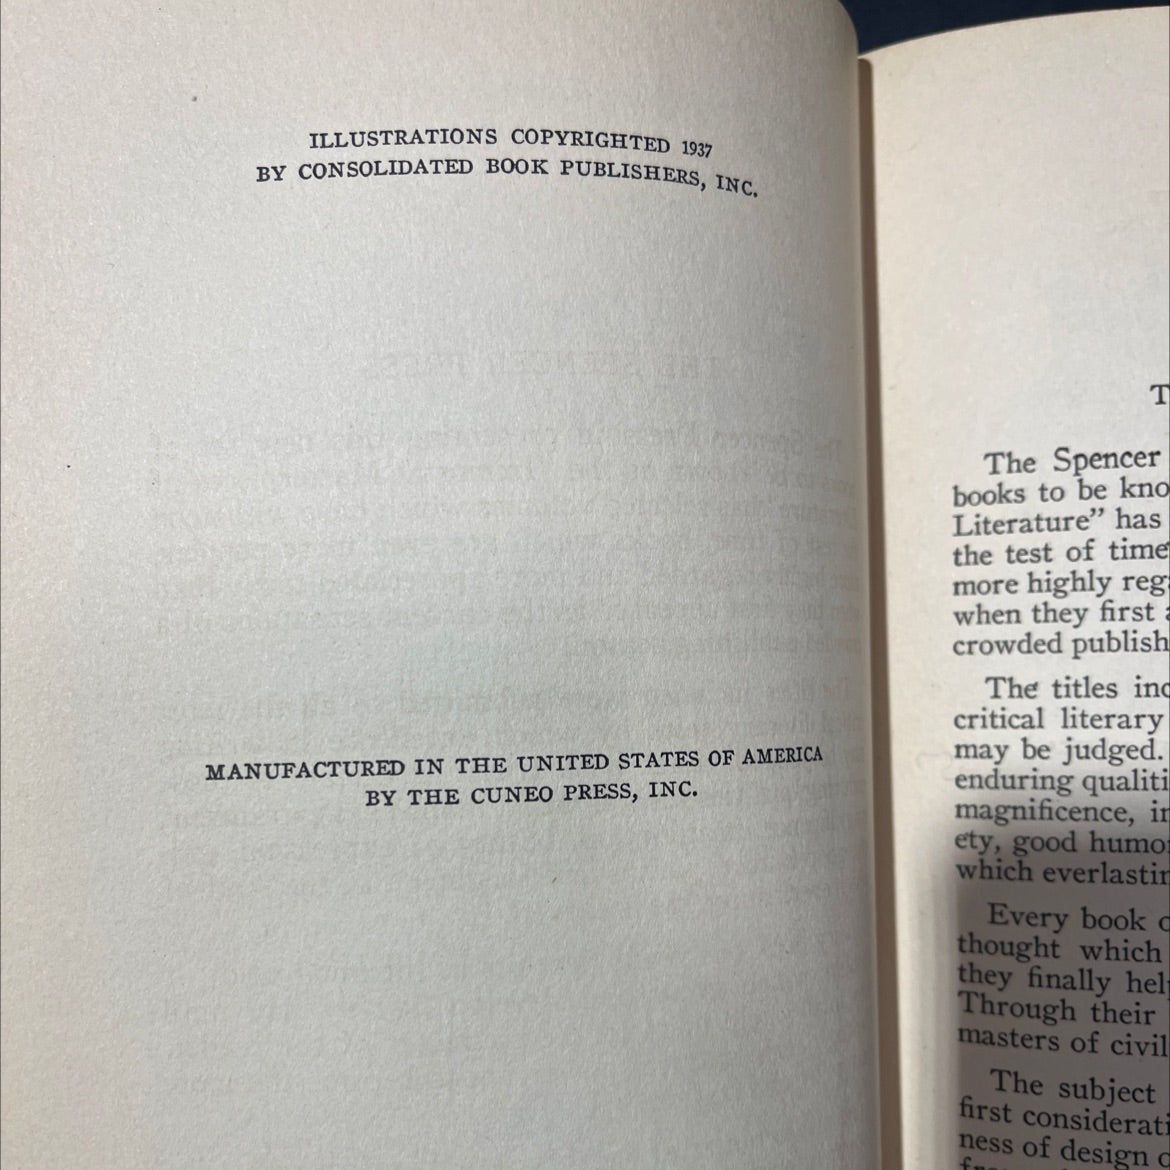 ILLUSTRATIONS COPYRIGHTED 1937
BY CONSOLIDATED BOOK PUBLISHERS, INC.
MANUFACTURED IN THE UNITED STATES OF AMERICA
BY THE CUNEO PRESS, INC.
T
The Spencer
books to be kno
Literature” has
the test of time
more highly reg
when they first
crowded publish
The titles inc
critical literary
may be judged.
enduring qualiti
magnificence, in
ety, good humo
which everlastin
Every book o
thought which
they finally hel
Through their
masters of civil
The subject
first considerati
ness of design